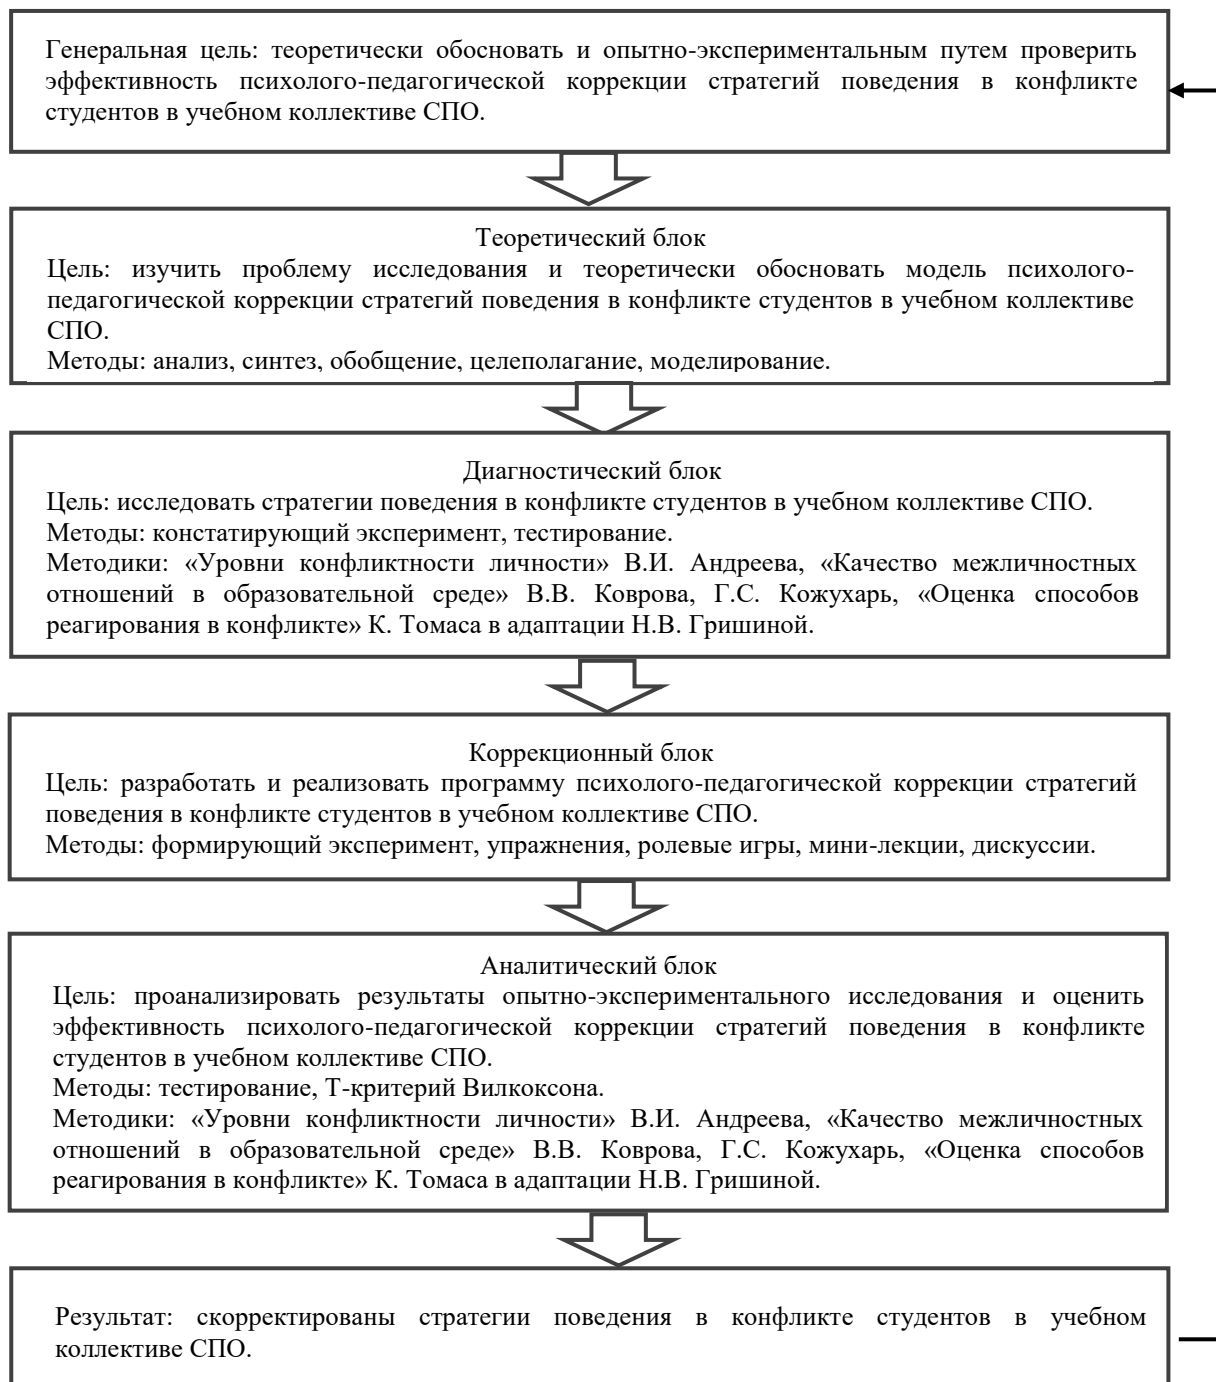 Генеральная цель: теоретически обосновать и опытно-экспериментальным путем проверить
эффективность психолого-педагогической коррекции стратегий поведения в конфликте
студентов в учебном коллективе СПО.
Теоретический блок
Цель: изучить проблему исследования и теоретически обосновать модель психолого-
педагогической коррекции стратегий поведения в конфликте студентов в учебном коллективе
СПО.
Методы: анализ, синтез, обобщение, целеполагание, моделирование.
Диагностический блок
Цель: исследовать стратегии поведения в конфликте студентов в учебном коллективе СПО.
Методы: констатирующий эксперимент, тестирование.
Методики: «Уровни конфликтности личности» В.И. Андреева, «Качество межличностных
отношений в образовательной среде» В.В. Коврова, Г.С. Кожухарь, «Оценка способов
реагирования в конфликте» К. Томаса в адаптации Н.В. Гришиной.
Коррекционный блок
Цель: разработать и реализовать программу психолого-педагогической коррекции стратегий
поведения в конфликте студентов в учебном коллективе СПО.
Методы: формирующий эксперимент, упражнения, ролевые игры, мини-лекции, дискуссии.
Аналитический блок
Цель: проанализировать результаты опытно-экспериментального исследования и оценить
эффективность психолого-педагогической коррекции стратегий поведения в конфликте
студентов в учебном коллективе СПО.
Методы: тестирование, Т-критерий Вилкоксона.
Методики: «Уровни конфликтности личности» В.И. Андреева, «Качество межличностных
отношений в образовательной среде» В.В. Коврова, Г.С. Кожухарь, «Оценка способов
реагирования в конфликте» К. Томаса в адаптации Н.В. Гришиной.
Результат: скорректированы стратегии поведения в конфликте студентов в учебном
коллективе СПО.